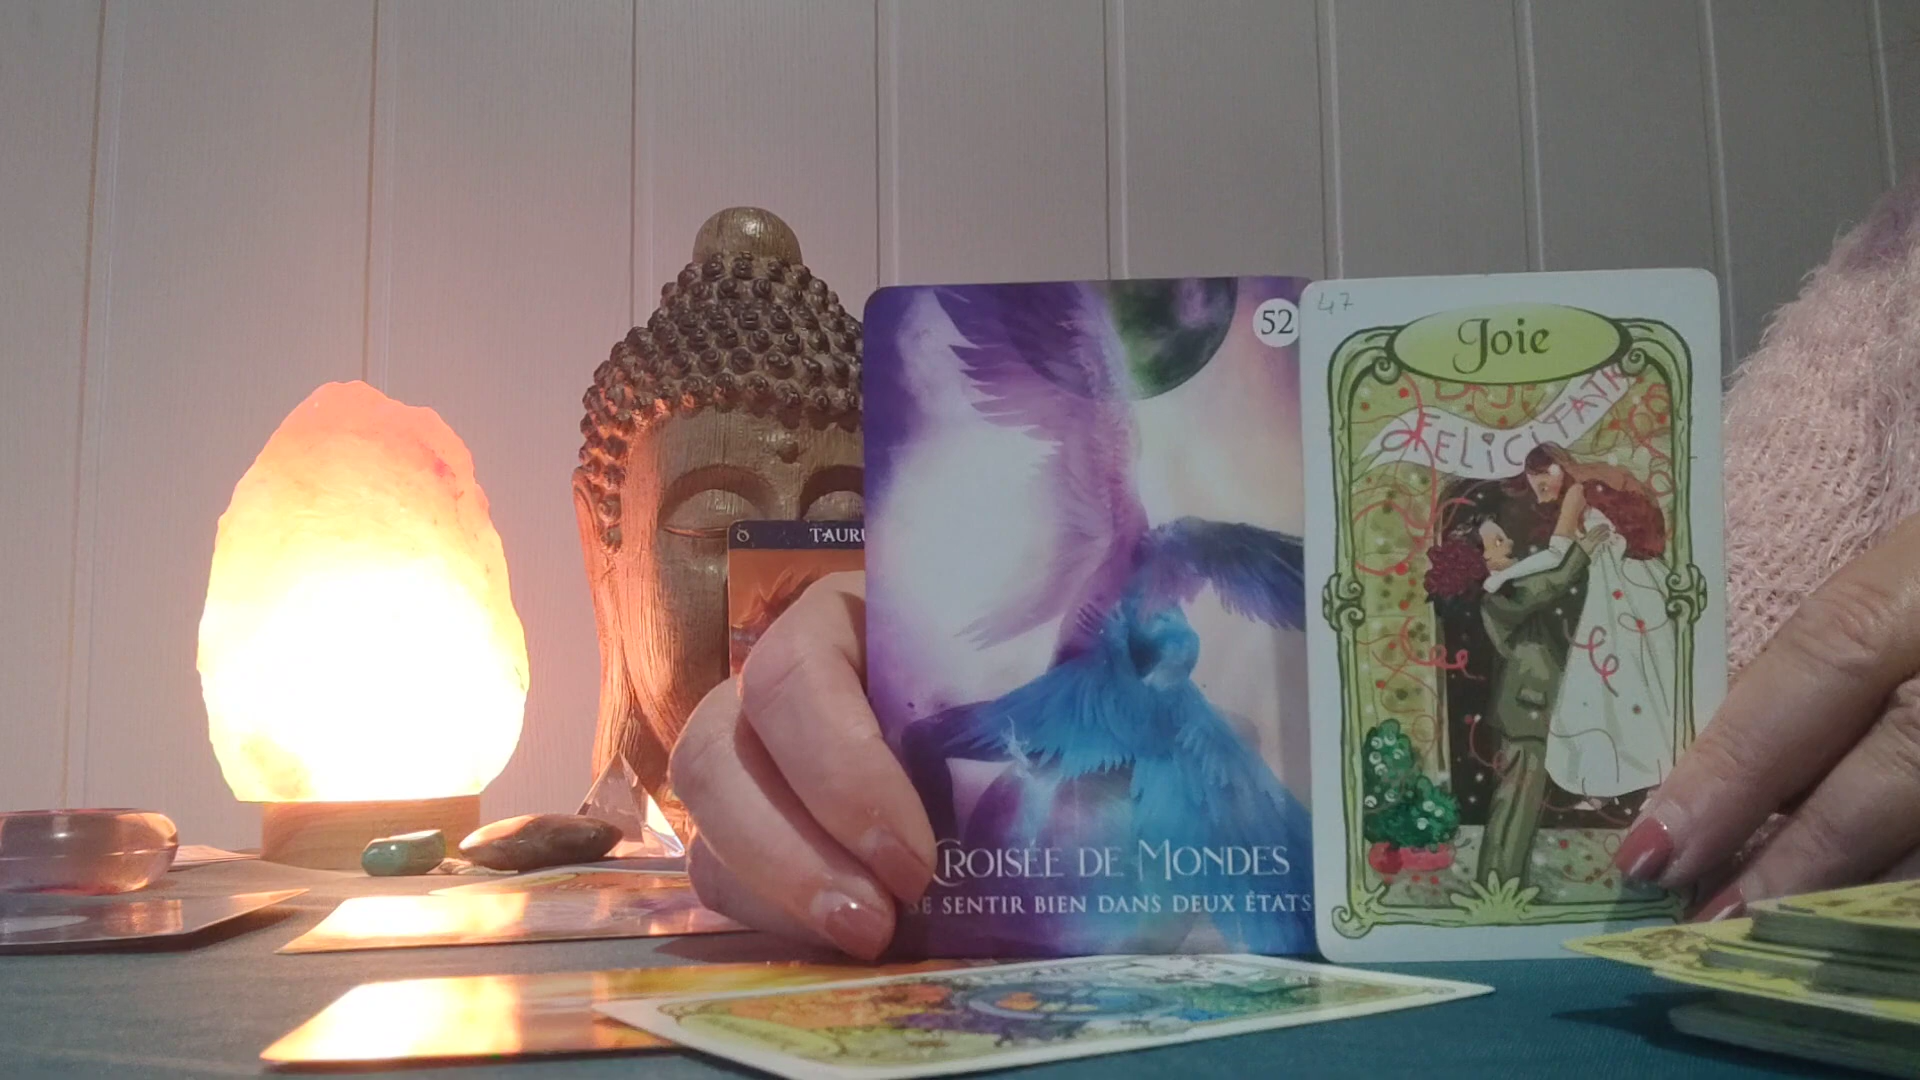 52
47
Joie
FELICITATI
♉ TAURU
CROISÉE DE MONDES
SE SENTIR BIEN DANS DEUX ÉTATS